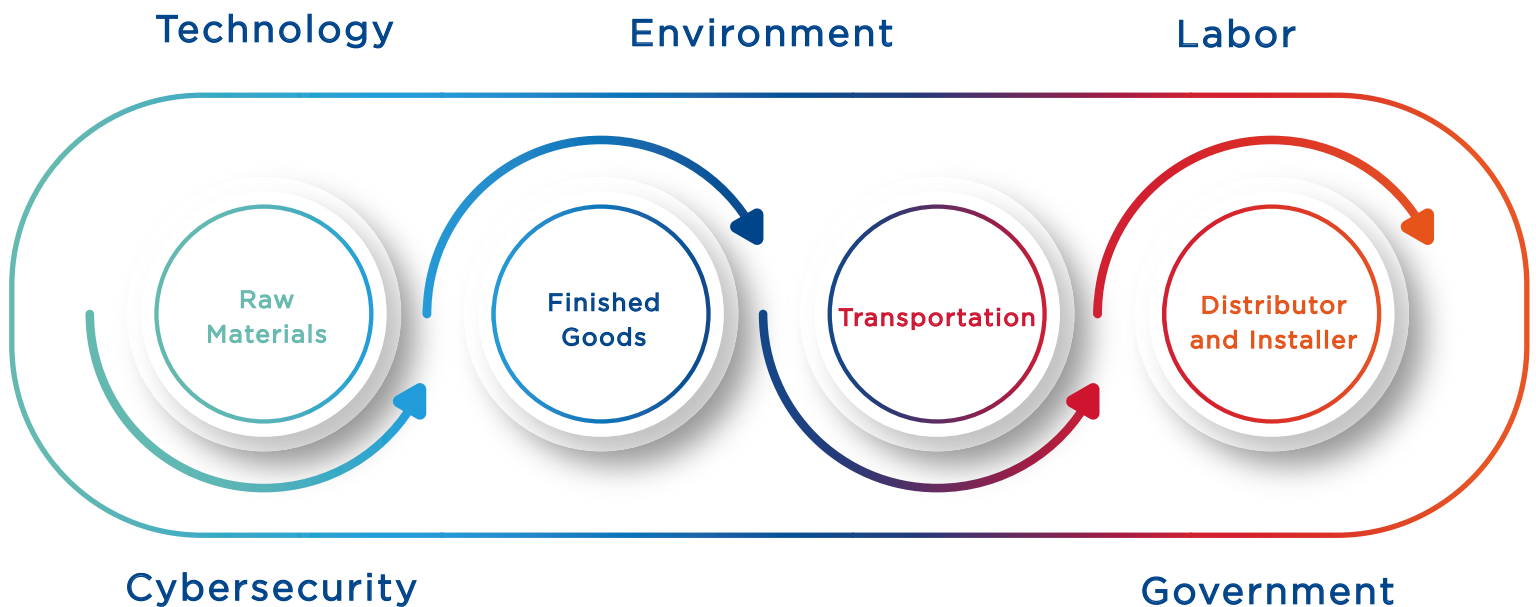 Technology
Environment
Labor
Raw
Materials
Finished
Goods
Transportation
Distributor
and Installer
Cybersecurity
Government